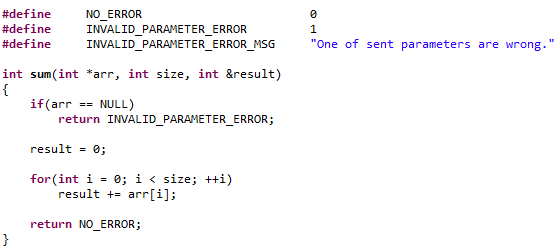 #define NO_ERROR 0
#define INVALID_PARAMETER_ERROR 1
#define INVALID_PARAMETER_ERROR_MSG "One of sent parameters are wrong."
int sum(int *arr, int size, int &result)
{
if(arr == NULL)
return INVALID_PARAMETER_ERROR;
result = 0;
for(int i = 0; i < size; ++i)
result += arr[i];
return NO_ERROR;
}